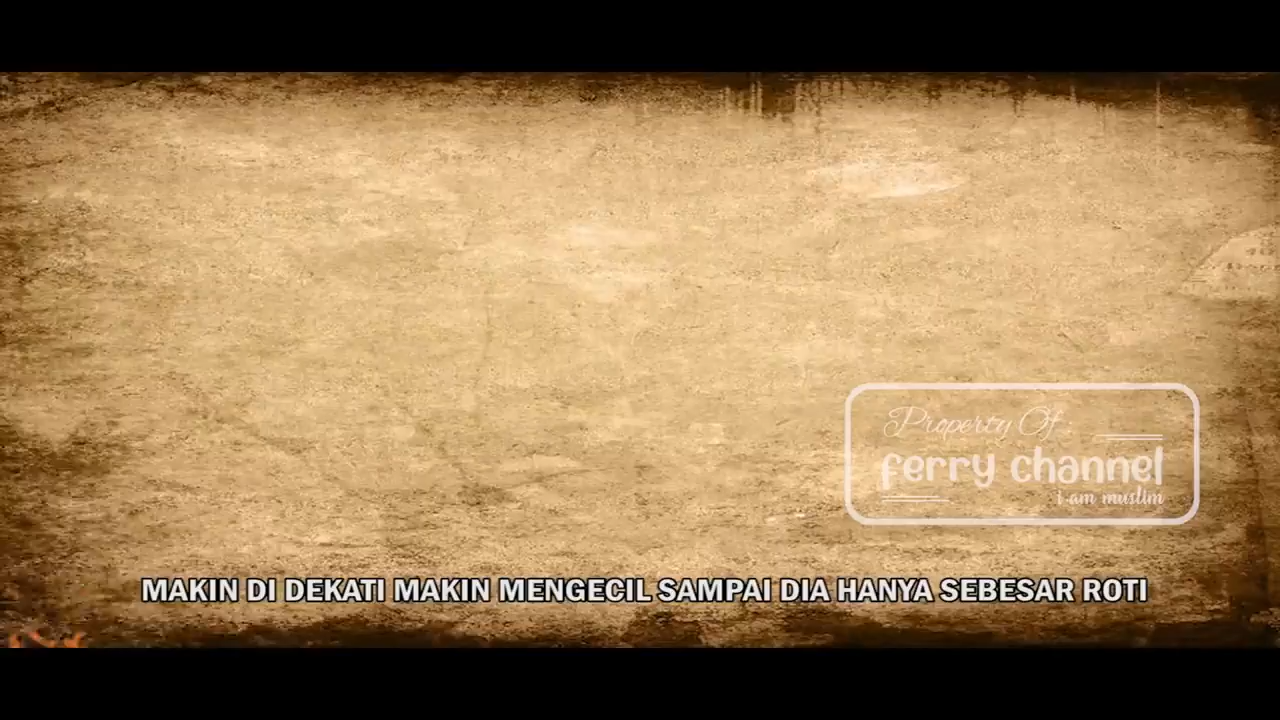 Property Of :
ferry channel
i am muslim
MAKIN DI DEKATI MAKIN MENGECIL SAMPAI DIA HANYA SEBESAR ROTI